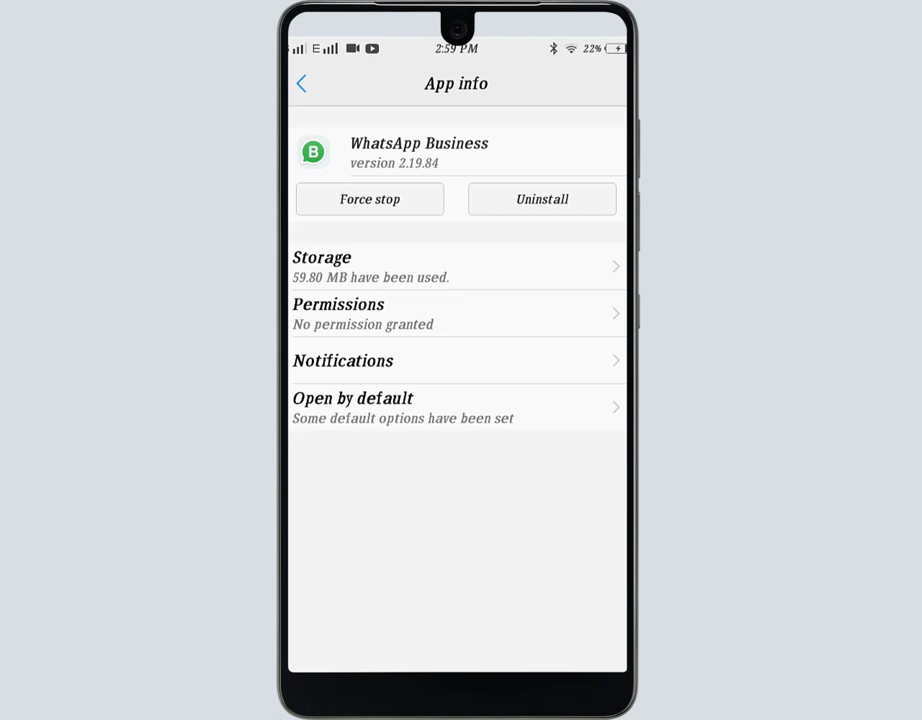 E
2:59 PM
22%
App info
B
WhatsApp Business
version 2.19.84
Force stop
Uninstall
Storage
59.80 MB have been used.
Permissions
No permission granted
Notifications
Open by default
Some default options have been set